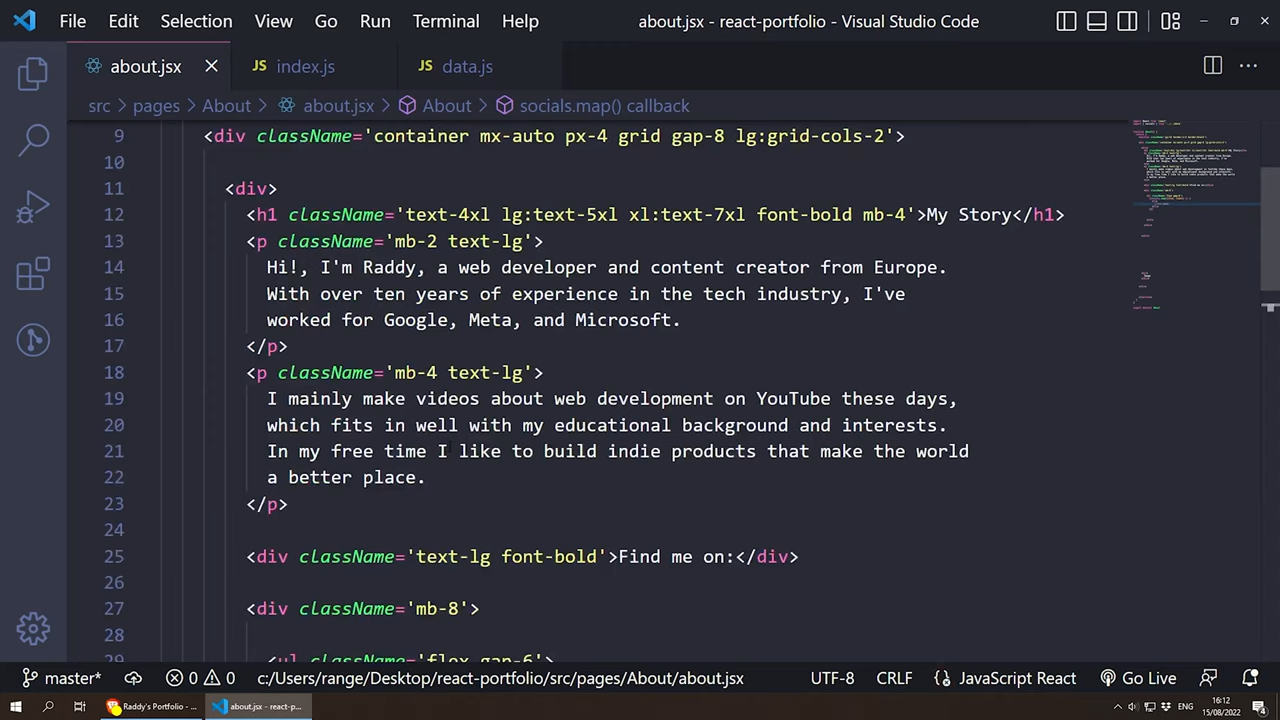 File Edit Selection View Go Run Terminal Help about.jsx - react-portfolio - Visual Studio Code
about.jsx JS index.js JS data.js
src > pages > About > about.jsx > About > socials.map() callback
9 <div className='container mx-auto px-4 grid gap-8 lg:grid-cols-2'>
10
11 <div>
12 <h1 className='text-4xl lg:text-5xl xl:text-7xl font-bold mb-4'>My Story</h1>
13 <p className='mb-2 text-lg'>
14 Hi!, I'm Raddy, a web developer and content creator from Europe.
15 With over ten years of experience in the tech industry, I've
16 worked for Google, Meta, and Microsoft.
17 </p>
18 <p className='mb-4 text-lg'>
19 I mainly make videos about web development on YouTube these days,
20 which fits in well with my educational background and interests.
21 In my free time I like to build indie products that make the world
22 a better place.
23 </p>
24
25 <div className='text-lg font-bold'>Find me on:</div>
26
27 <div className='mb-8'>
28
29 <ul className='flex gap-6'>
master* 0 0 c:/Users/range/Desktop/react-portfolio/src/pages/About/about.jsx UTF-8 CRLF JavaScript React Go Live
Raddy's Portfolio - ... about.jsx - react-p... ENG 16:12
15/08/2022